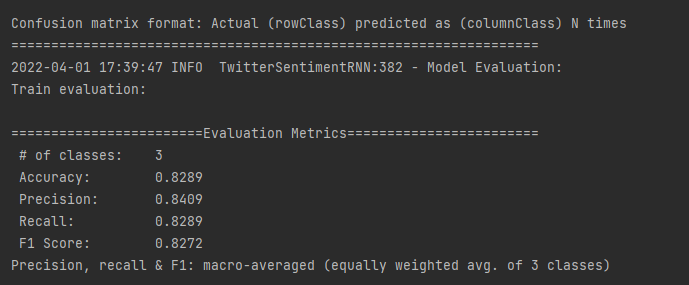 Confusion matrix format: Actual (rowClass) predicted as (columnClass) N times
==================================================================
2022-04-01 17:39:47 INFO  TwitterSentimentRNN:382 - Model Evaluation:
Train evaluation:
========================Evaluation Metrics========================
# of classes:    3
Accuracy:        0.8289
Precision:       0.8409
Recall:          0.8289
F1 Score:        0.8272
Precision, recall & F1: macro-averaged (equally weighted avg. of 3 classes)